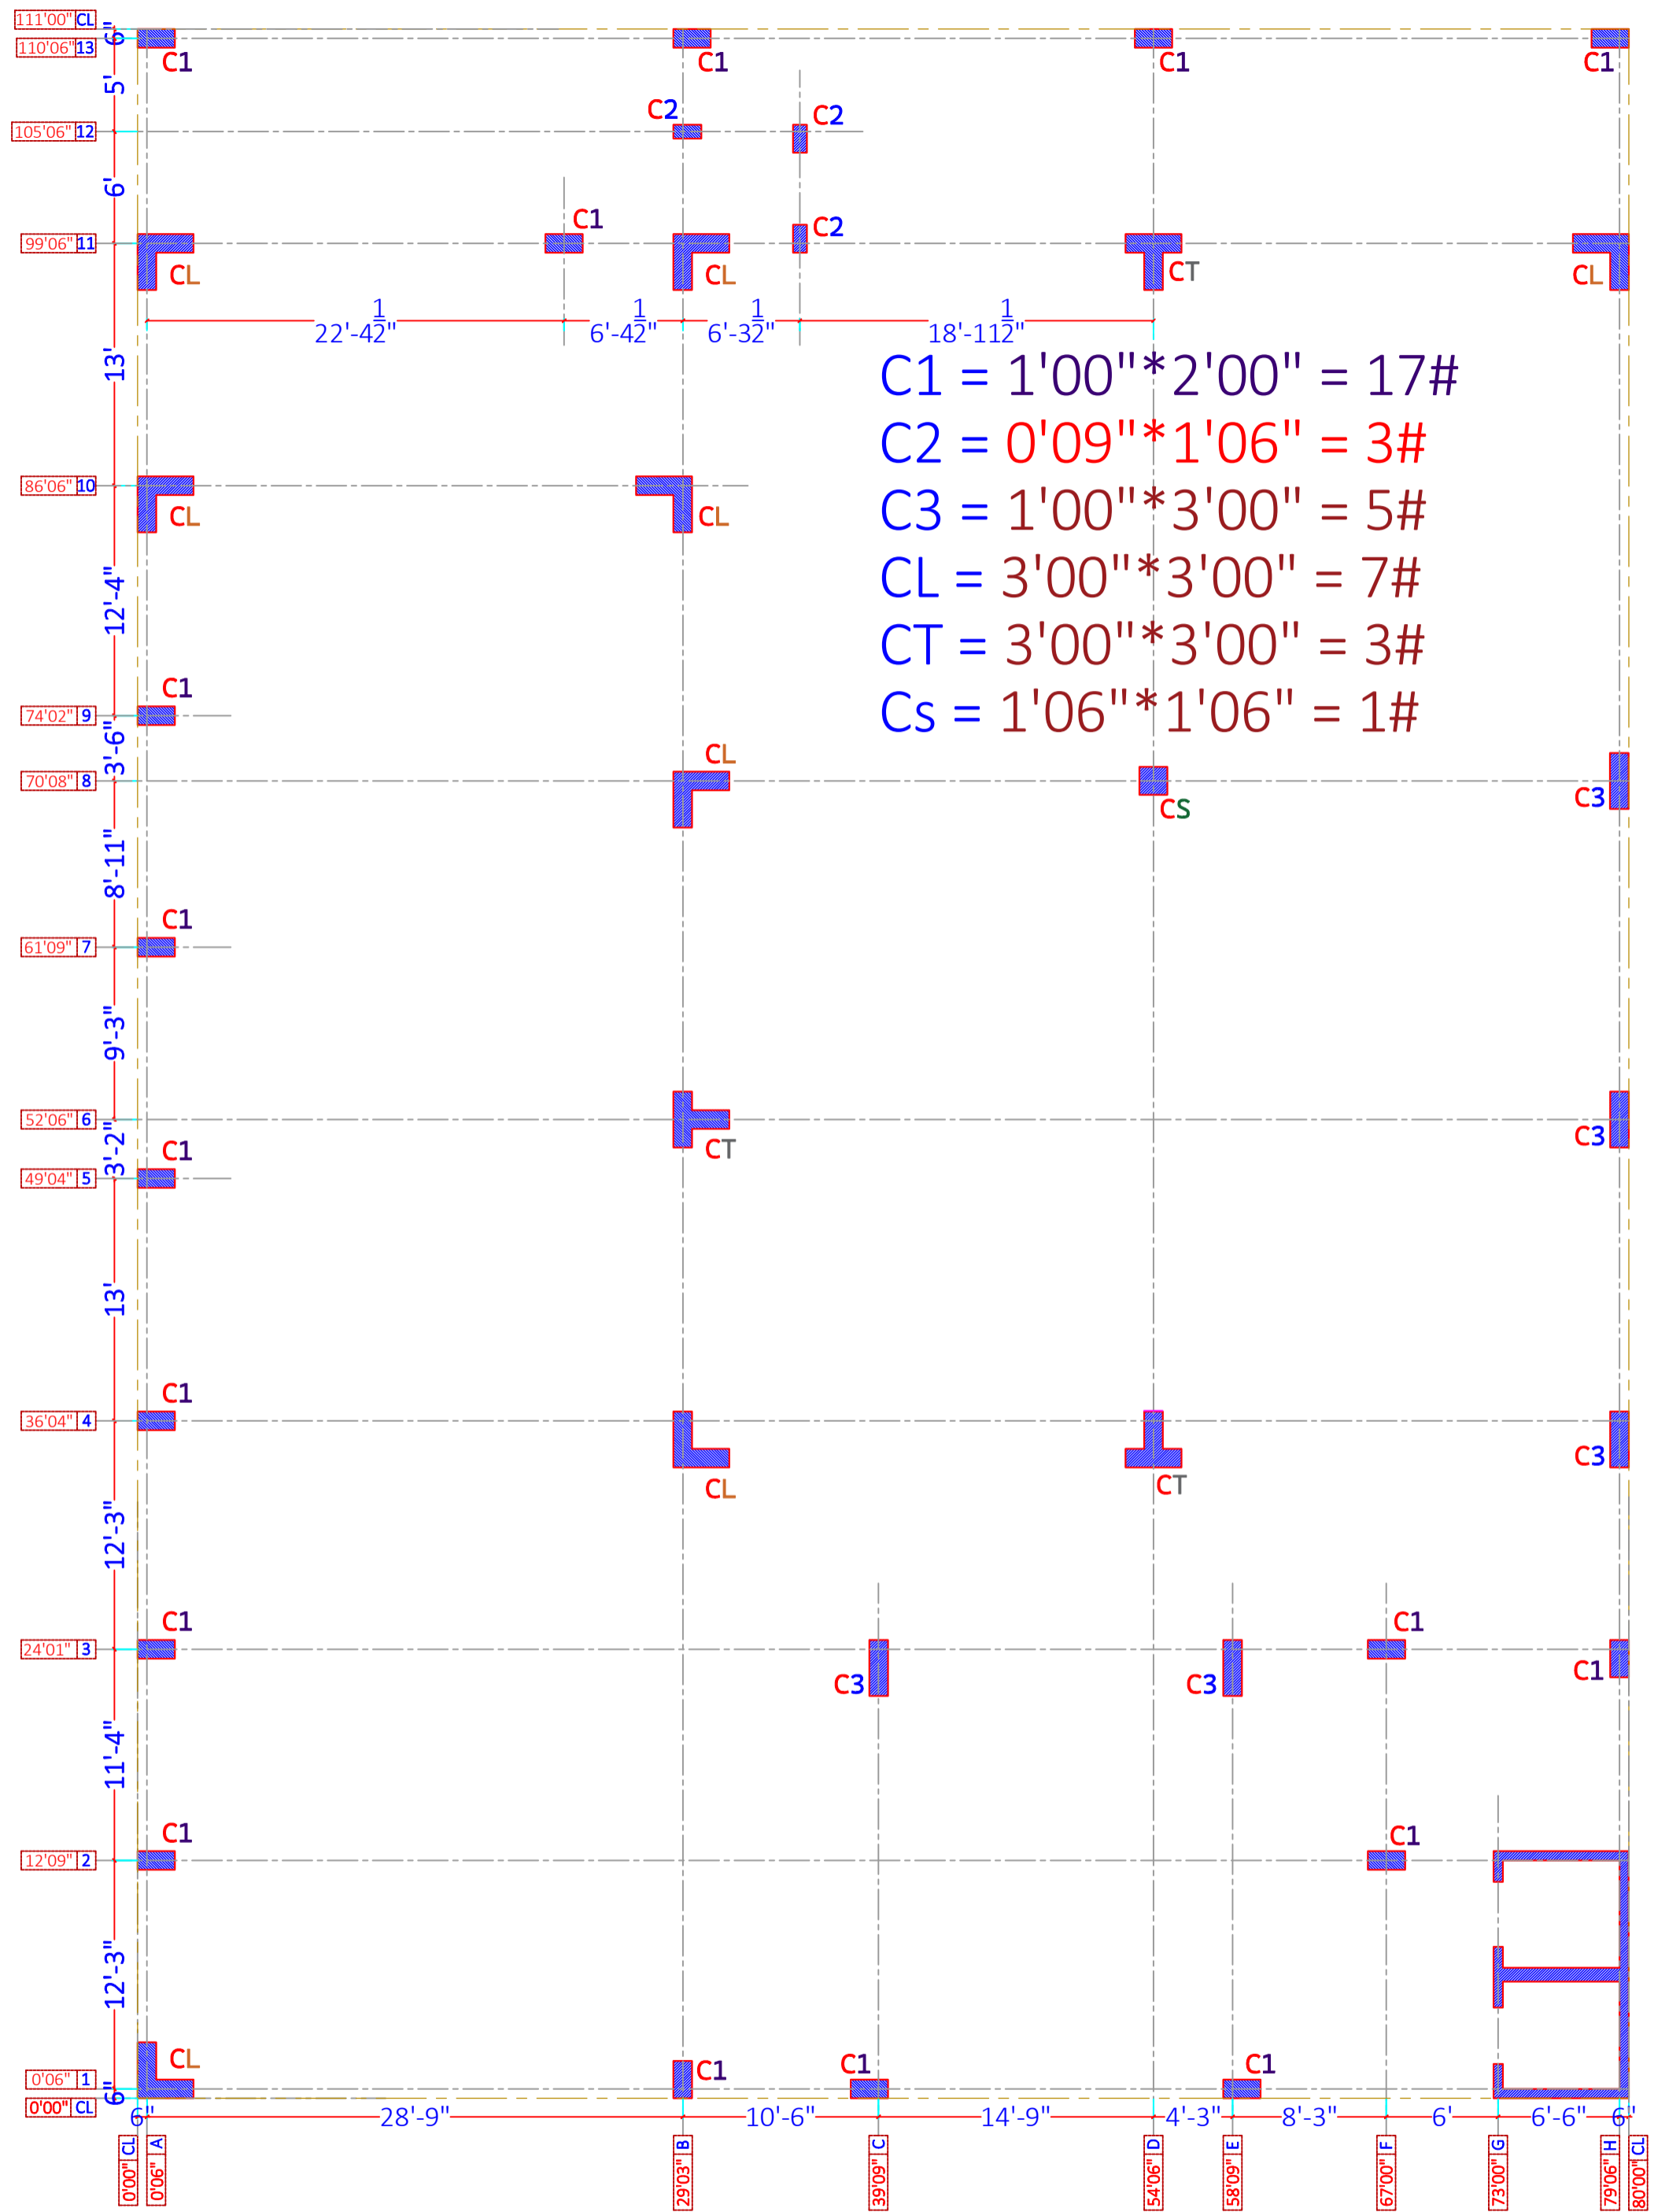 111'00" CL
6"
110'06" 13
C1 C1 C1 C1
5'
C2 C2
105'06" 12
6'
C1 C2
99'06" 11
CL CL CT CL
22'-4 1/2" 6'-4 1/2" 6'-3 1/2" 18'-11 1/2"
13'
C1 = 1'00"*2'00" = 17#
C2 = 0'09"*1'06" = 3#
C3 = 1'00"*3'00" = 5#
CL = 3'00"*3'00" = 7#
CT = 3'00"*3'00" = 3#
Cs = 1'06"*1'06" = 1#
86'06" 10
CL CL
12'-4"
C1
74'02" 9
3'-6"
CL
70'08" 8
CS C3
8'-11"
C1
61'09" 7
9'-3"
52'06" 6
CT C3
3'-2"
C1
49'04" 5
13'
C1
36'04" 4
CL CT C3
12'-3"
C1 C1
24'01" 3
C3 C3 C1
11'-4"
C1 C1
12'09" 2
12'-3"
CL C1 C1 C1
0'06" 1
6"
0'00" CL
6" 28'-9" 10'-6" 14'-9" 4'-3" 8'-3" 6' 6'-6" 6"
0'00" CL
0'06" A
29'03" B
39'09" C
54'06" D
58'09" E
67'00" F
73'00" G
79'06" H
80'00" CL